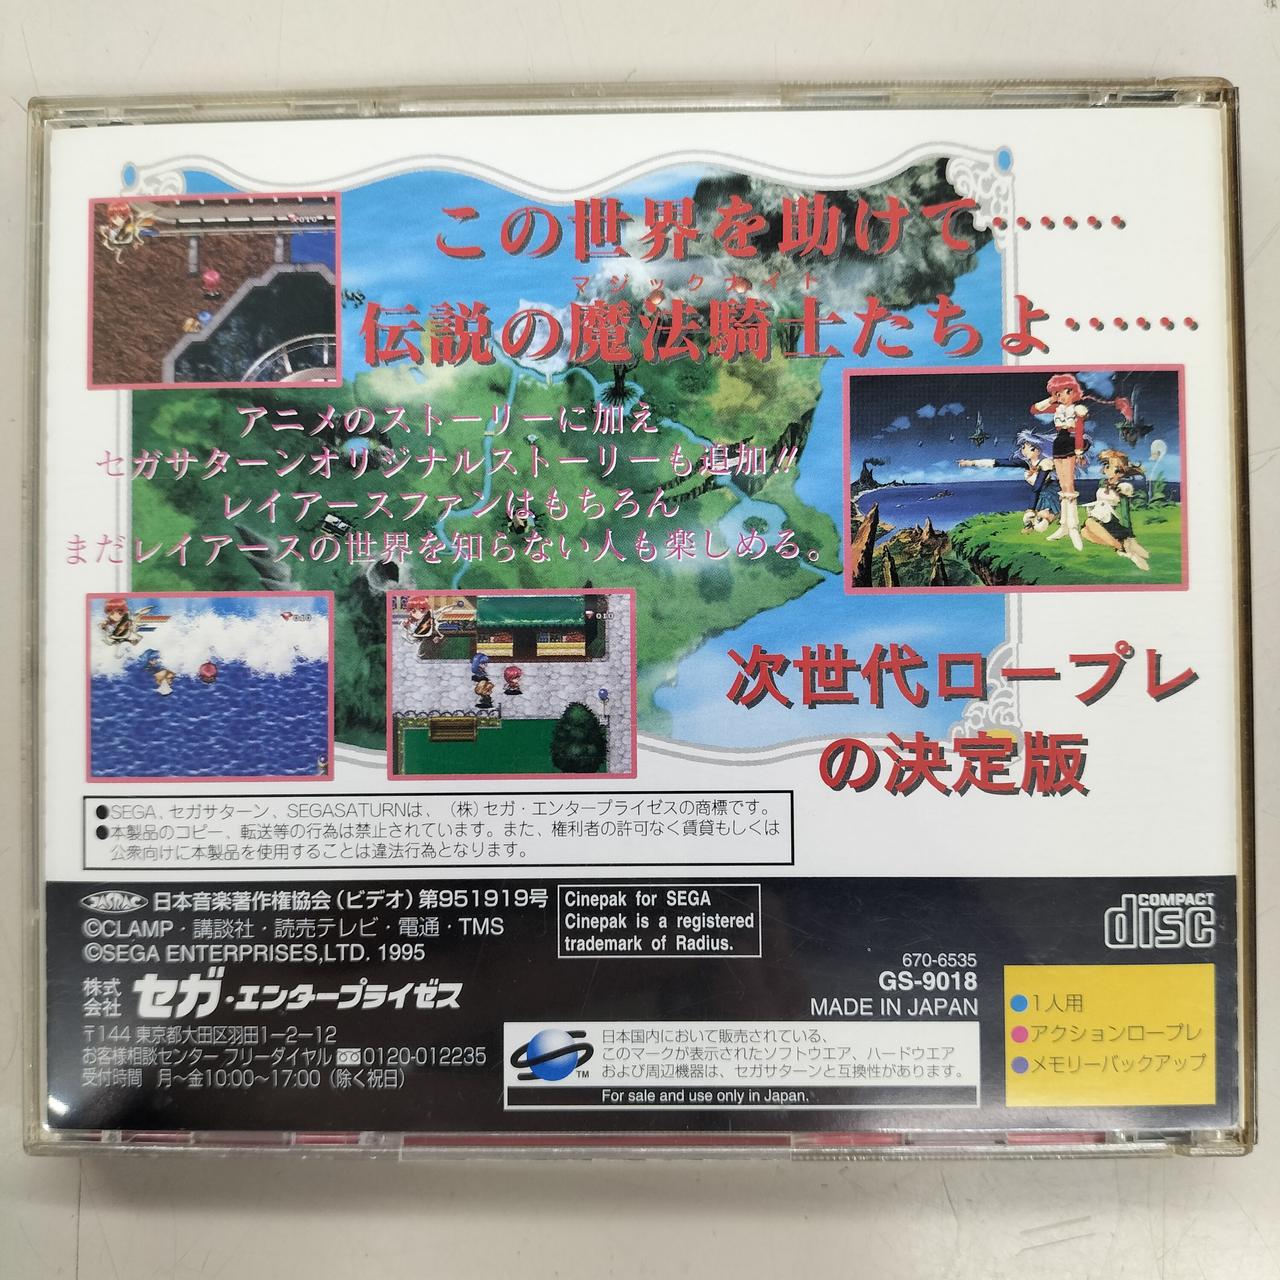 この世界を助けて……
マジックナイト
伝説の魔法騎士たちよ……
アニメのストーリーに加え
セガサターンオリジナルストーリーも追加!!
レイアースファンはもちろん
まだレイアースの世界を知らない人も楽しめる。
010
010
次世代ロープレ
の決定版
●SEGA、セガサターン、SEGASATURNは、(株)セガ・エンタープライゼスの商標です。
●本製品のコピー、転送等の行為は禁止されています。また、権利者の許可なく賃貸もしくは
公衆向けに本製品を使用することは違法行為となります。
JASRAC 日本音楽著作権協会(ビデオ)第951919号
©CLAMP・講談社・読売テレビ・電通・TMS
©SEGA ENTERPRISES,LTD. 1995
Cinepak for SEGA
Cinepak is a registered
trademark of Radius.
COMPACT
disc
株式会社 セガ・エンタープライゼス
〒144 東京都大田区羽田1−2−12
お客様相談センター フリーダイヤル 0120-012235
受付時間 月〜金10:00〜17:00(除く祝日)
670-6535
GS-9018
MADE IN JAPAN
TM
日本国内において販売されている、
このマークが表示されたソフトウエア、ハードウエア
および周辺機器は、セガサターンと互換性があります。
For sale and use only in Japan.
●1人用
●アクションロープレ
●メモリーバックアップ